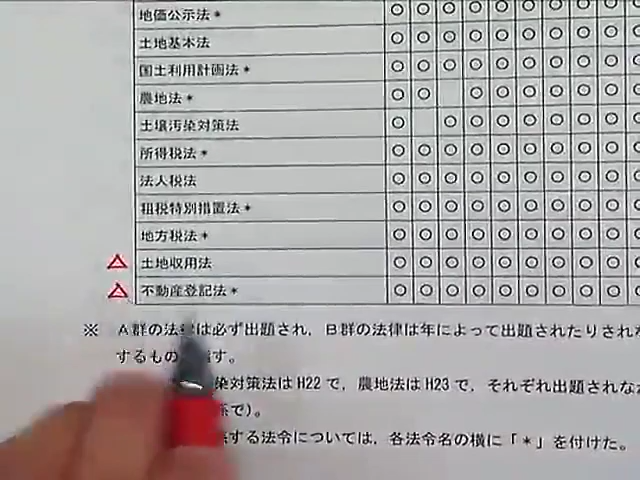 地価公示法* ○ ○ ○ ○ ○ ○ ○ ○ ○ ○
土地基本法 ○ ○ ○ ○ ○ ○ ○ ○ ○ ○
国土利用計画法* ○ ○ ○ ○ ○ ○ ○ ○ ○ ○
農地法* ○ ○ ○ ○ ○ ○ ○ ○ ○
土壌汚染対策法 ○ ○ ○ ○ ○ ○ ○ ○ ○
所得税法* ○ ○ ○ ○ ○ ○ ○ ○ ○ ○
法人税法 ○ ○ ○ ○ ○ ○ ○ ○ ○ ○
租税特別措置法* ○ ○ ○ ○ ○ ○ ○ ○ ○ ○
地方税法* ○ ○ ○ ○ ○ ○ ○ ○ ○ ○
△ 土地収用法 ○ ○ ○ ○ ○ ○ ○ ○ ○ ○
△ 不動産登記法* ○ ○ ○ ○ ○ ○ ○ ○ ○ ○
※ A群の法律は必ず出題され，B群の法律は年によって出題されたりされな
するもの す。
染対策法はH22で，農地法はH23で，それぞれ出題されなか
で)。
する法令については，各法令名の横に「*」を付けた。